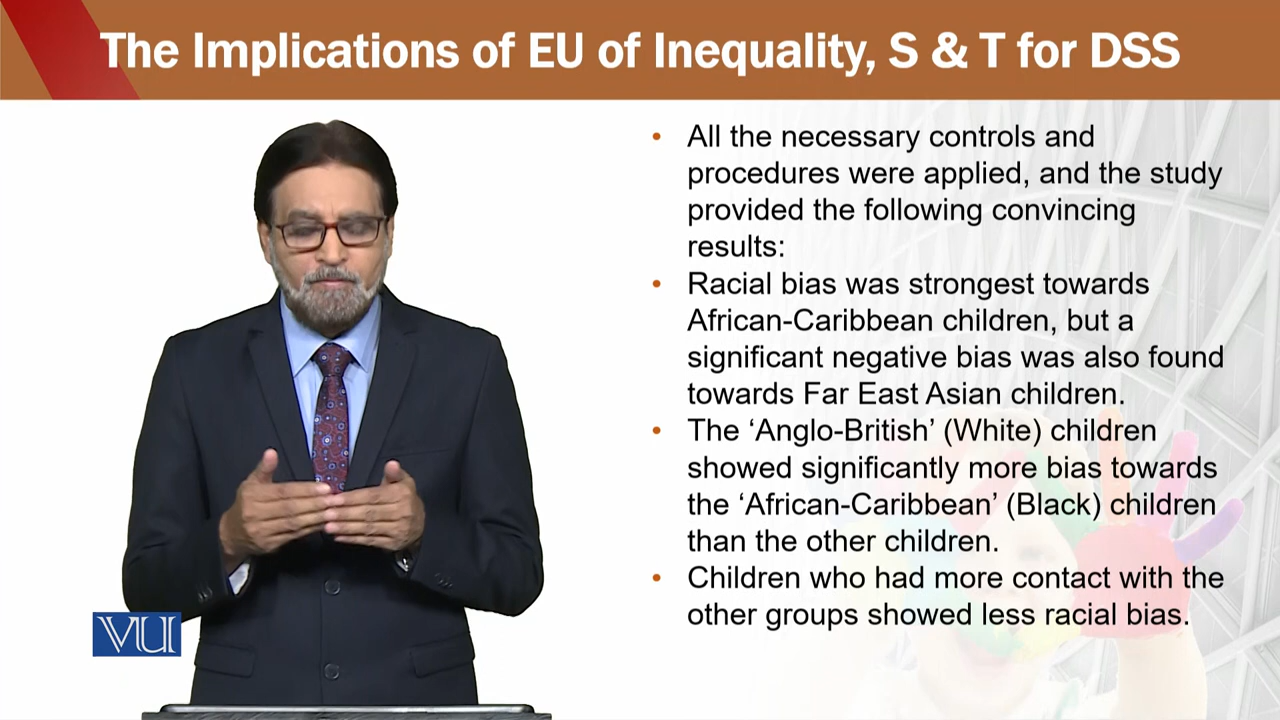 The Implications of EU of Inequality, S & T for DSS
• All the necessary controls and
procedures were applied, and the study
provided the following convincing
results:
• Racial bias was strongest towards
African-Caribbean children, but a
significant negative bias was also found
towards Far East Asian children.
• The ‘Anglo-British’ (White) children
showed significantly more bias towards
the ‘African-Caribbean’ (Black) children
than the other children.
• Children who had more contact with the
other groups showed less racial bias.
VU